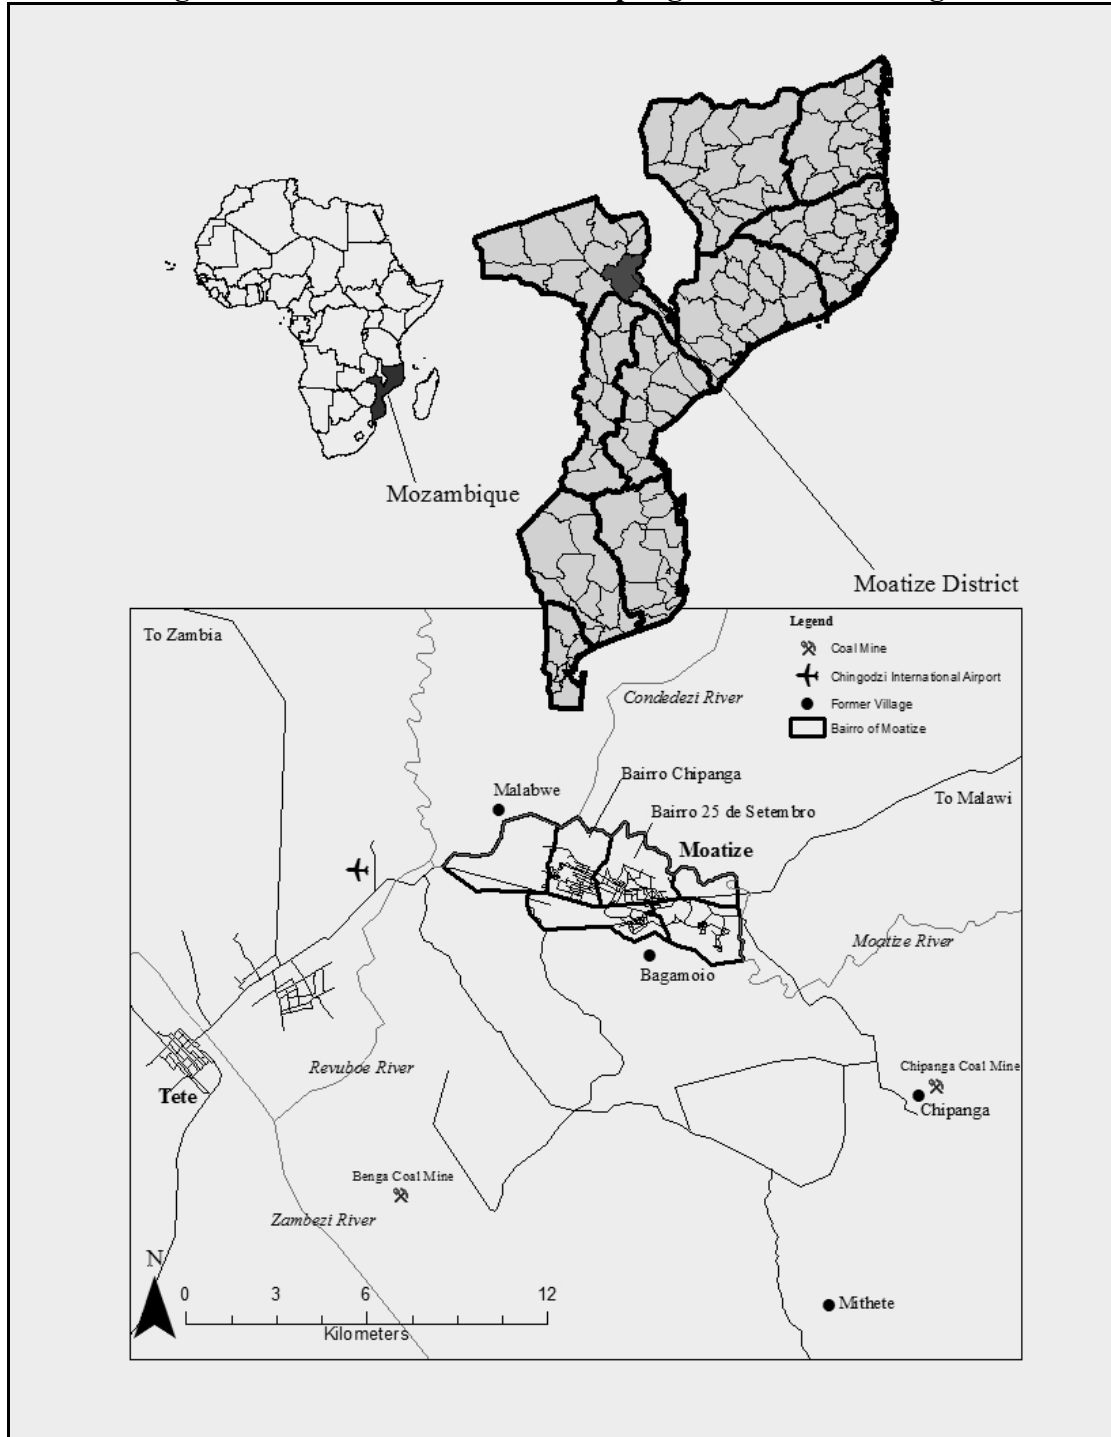 Mozambique
Moatize District
To Zambia
Legend
Coal Mine
Chingodzi International Airport
Former Village
Bairro of Moatize
Condedezi River
Bairro Chipanga
Malabwe
Bairro 25 de Setembro
To Malawi
Moatize
Moatize River
Bagamoio
Revuboe River
Chipanga Coal Mine
Tete
Chipanga
Benga Coal Mine
Zambezi River
N
0 3 6 12
Kilometers
Mithete